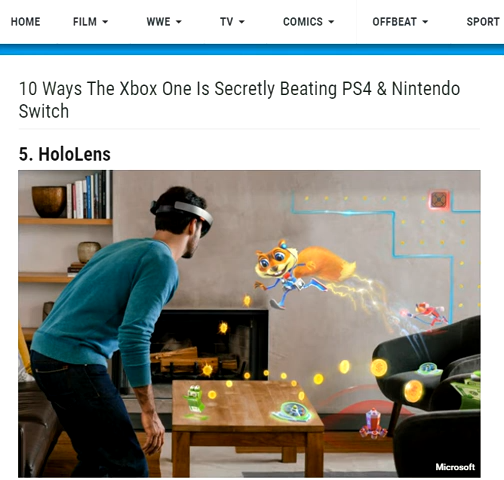 HOME FILM WWE TV COMICS OFFBEAT SPORT
10 Ways The Xbox One Is Secretly Beating PS4 & Nintendo
Switch
5. HoloLens
Microsoft